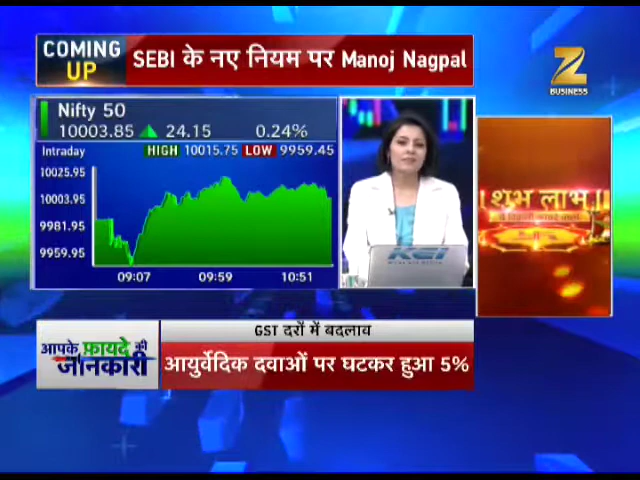 COMING UP
SEBI के नए नियम पर Manoj Nagpal
Z
BUSINESS
Nifty 50
10003.85 24.15 0.24%
Intraday HIGH 10015.75 LOW 9959.45
10025.95
10003.95
9981.95
9959.95
09:07 09:59 10:51
KEI
शुभ लाभ
आपके फ़ायदे की
जानकारी
GST दरों में बदलाव
आयुर्वेदिक दवाओं पर घटकर हुआ 5%